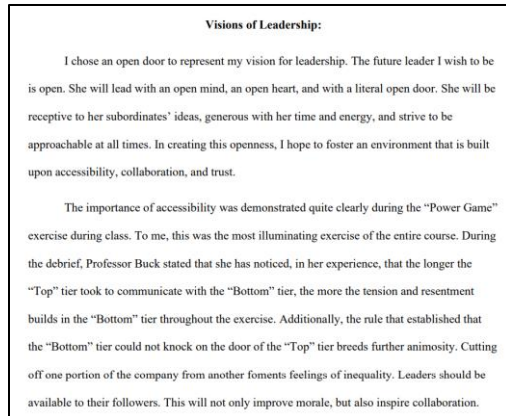 Visions of Leadership:
I chose an open door to represent my vision for leadership. The future leader I wish to be
is open. She will lead with an open mind, an open heart, and with a literal open door. She will be
receptive to her subordinates’ ideas, generous with her time and energy, and strive to be
approachable at all times. In creating this openness, I hope to foster an environment that is built
upon accessibility, collaboration, and trust.
The importance of accessibility was demonstrated quite clearly during the “Power Game”
exercise during class. To me, this was the most illuminating exercise of the entire course. During
the debrief, Professor Buck stated that she has noticed, in her experience, that the longer the
“Top” tier took to communicate with the “Bottom” tier, the more the tension and resentment
builds in the “Bottom” tier throughout the exercise. Additionally, the rule that established that
the “Bottom” tier could not knock on the door of the “Top” tier breeds further animosity. Cutting
off one portion of the company from another foments feelings of inequality. Leaders should be
available to their followers. This will not only improve morale, but also inspire collaboration.